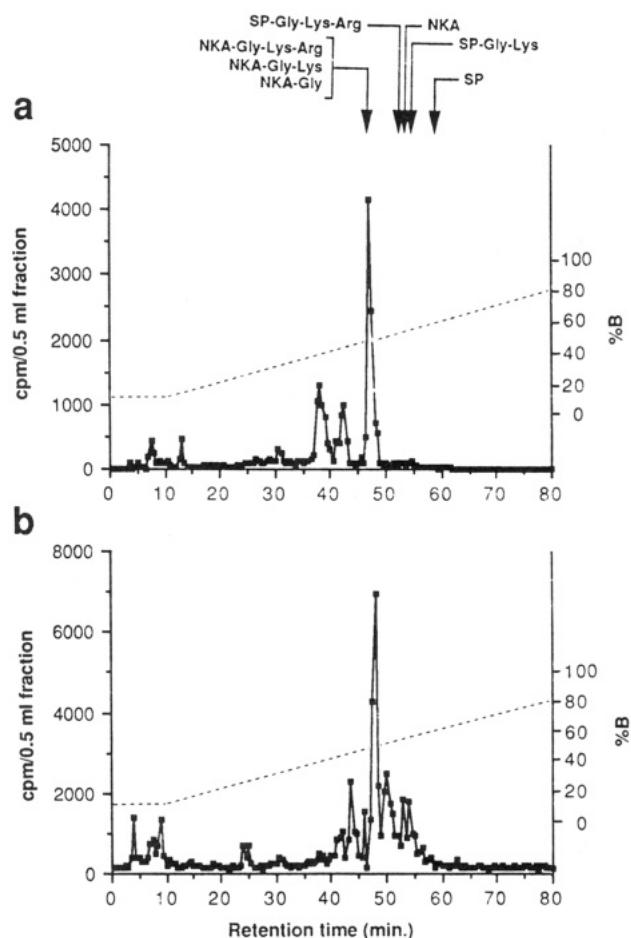 SP-Gly-Lys-Arg
NKA
NKA-Gly-Lys-Arg
SP-Gly-Lys
NKA-Gly-Lys
NKA-Gly
SP
a
5000
4000
3000
2000
1000
0
cpm/0.5 ml fraction
100
80
60
40
20
0
%B
0 10 20 30 40 50 60 70 80
b
8000
6000
4000
2000
0
cpm/0.5 ml fraction
100
80
60
40
20
0
%B
0 10 20 30 40 50 60 70 80
Retention time (min.)